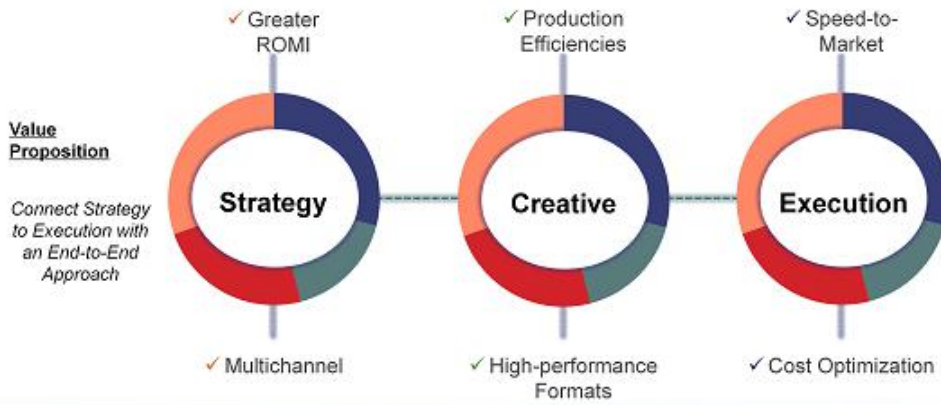 ✓ Greater
ROMI
✓ Production
Efficiencies
✓ Speed-to-
Market
Value
Proposition
Connect Strategy
to Execution with
an End-to-End
Approach
Strategy
Creative
Execution
✓ Multichannel
✓ High-performance
Formats
✓ Cost Optimization